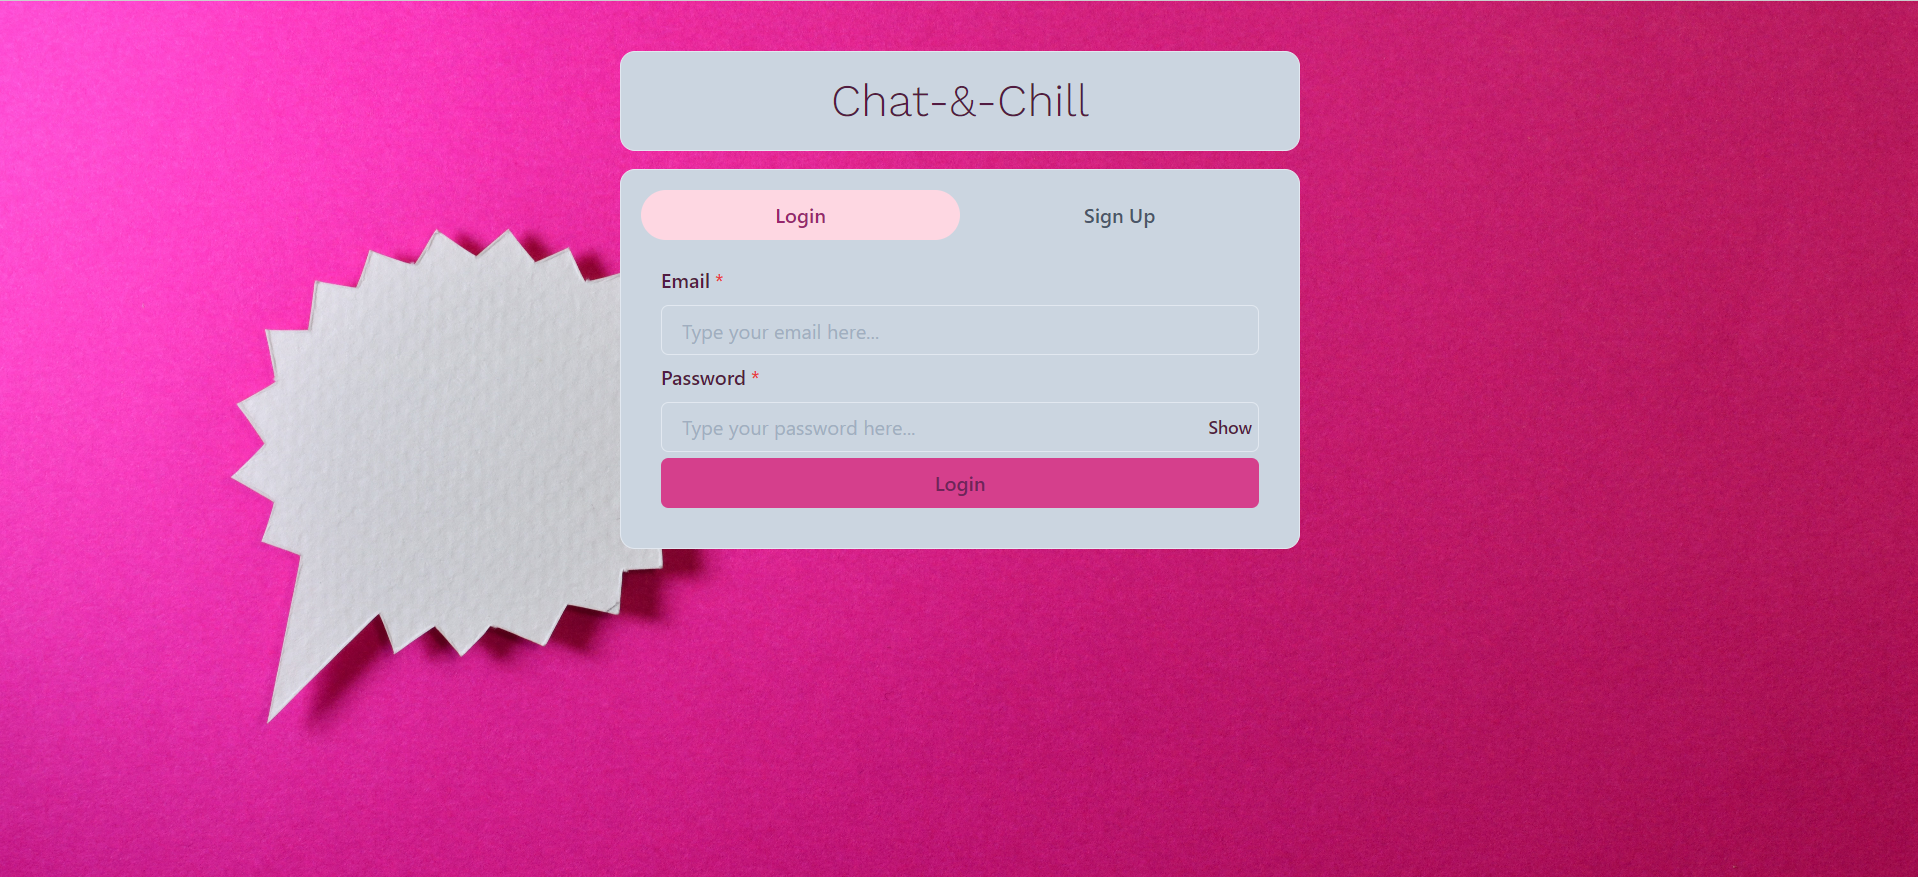 Chat-&-Chill
Login
Sign Up
Email *
Type your email here...
Password *
Type your password here...
Show
Login